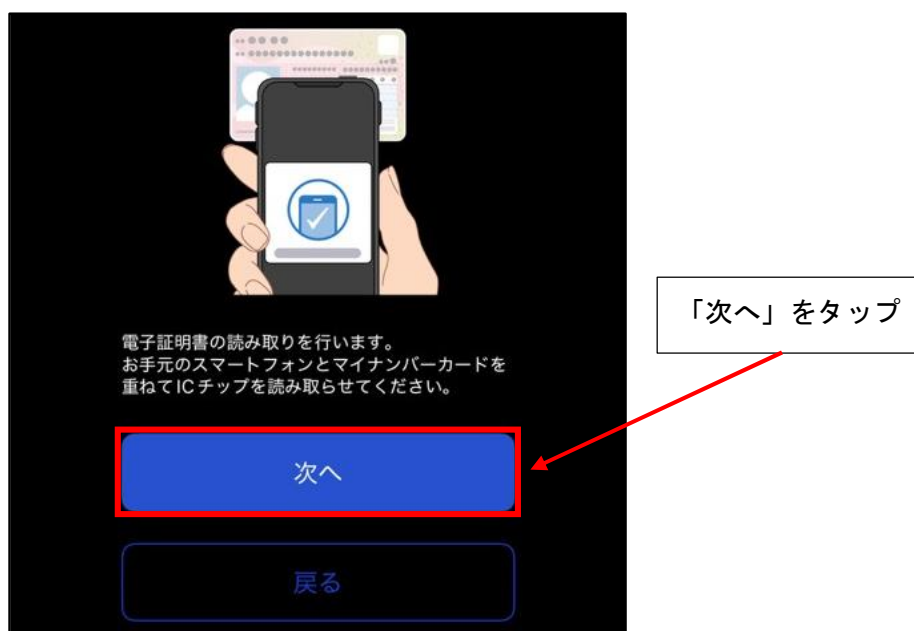 電子証明書の読み取りを行います。
お手元のスマートフォンとマイナンバーカードを
重ねてICチップを読み取らせてください。
次へ
戻る
「次へ」をタップ